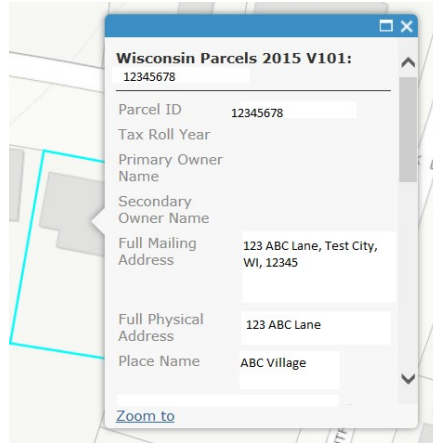 Wisconsin Parcels 2015 V101:
12345678
Parcel ID 12345678
Tax Roll Year
Primary Owner
Name
Secondary
Owner Name
Full Mailing 123 ABC Lane, Test City,
Address WI, 12345
Full Physical 123 ABC Lane
Address
Place Name ABC Village
Zoom to